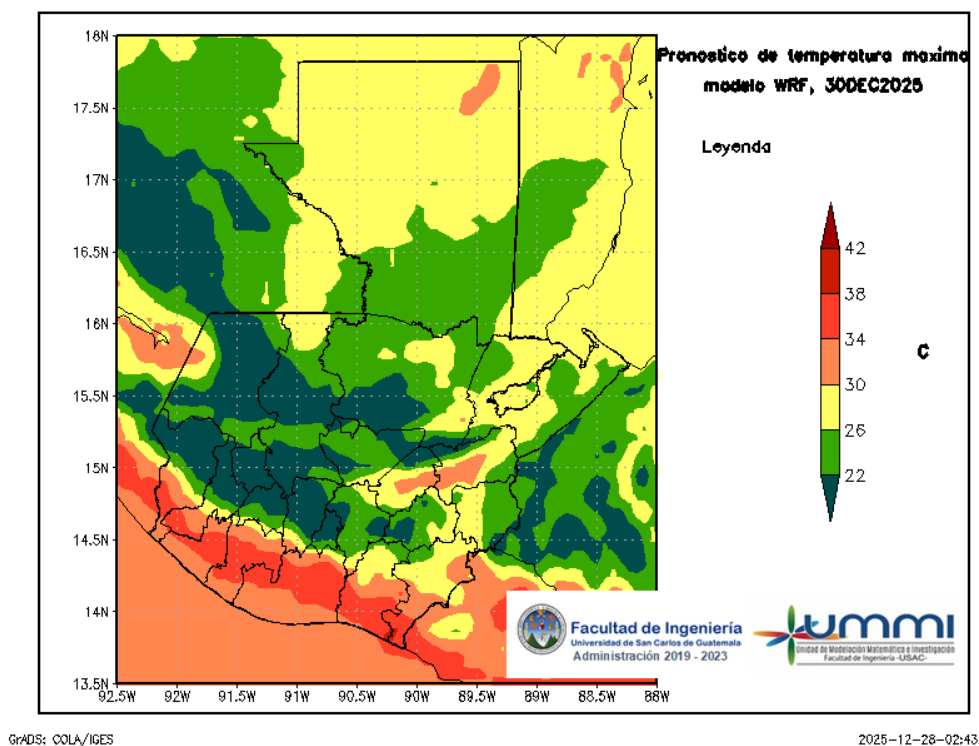 Pronostico de temperatura maxima
modelo WRF, 30DEC2025
Leyenda
18N
17.5N
17N
16.5N
16N
15.5N
15N
14.5N
14N
13.5N
92.5W
92W
91.5W
91W
90.5W
90W
89.5W
89W
88.5W
88W
42
38
34
30
26
22
C
Facultad de Ingeniería
Universidad de San Carlos de Guatemala
Administración 2019 - 2023
UMMI
Unidad de Modelación Matemática e Investigación
Facultad de Ingeniería -USAC-
GrADS: COLA/IGES
2025-12-28-02:43